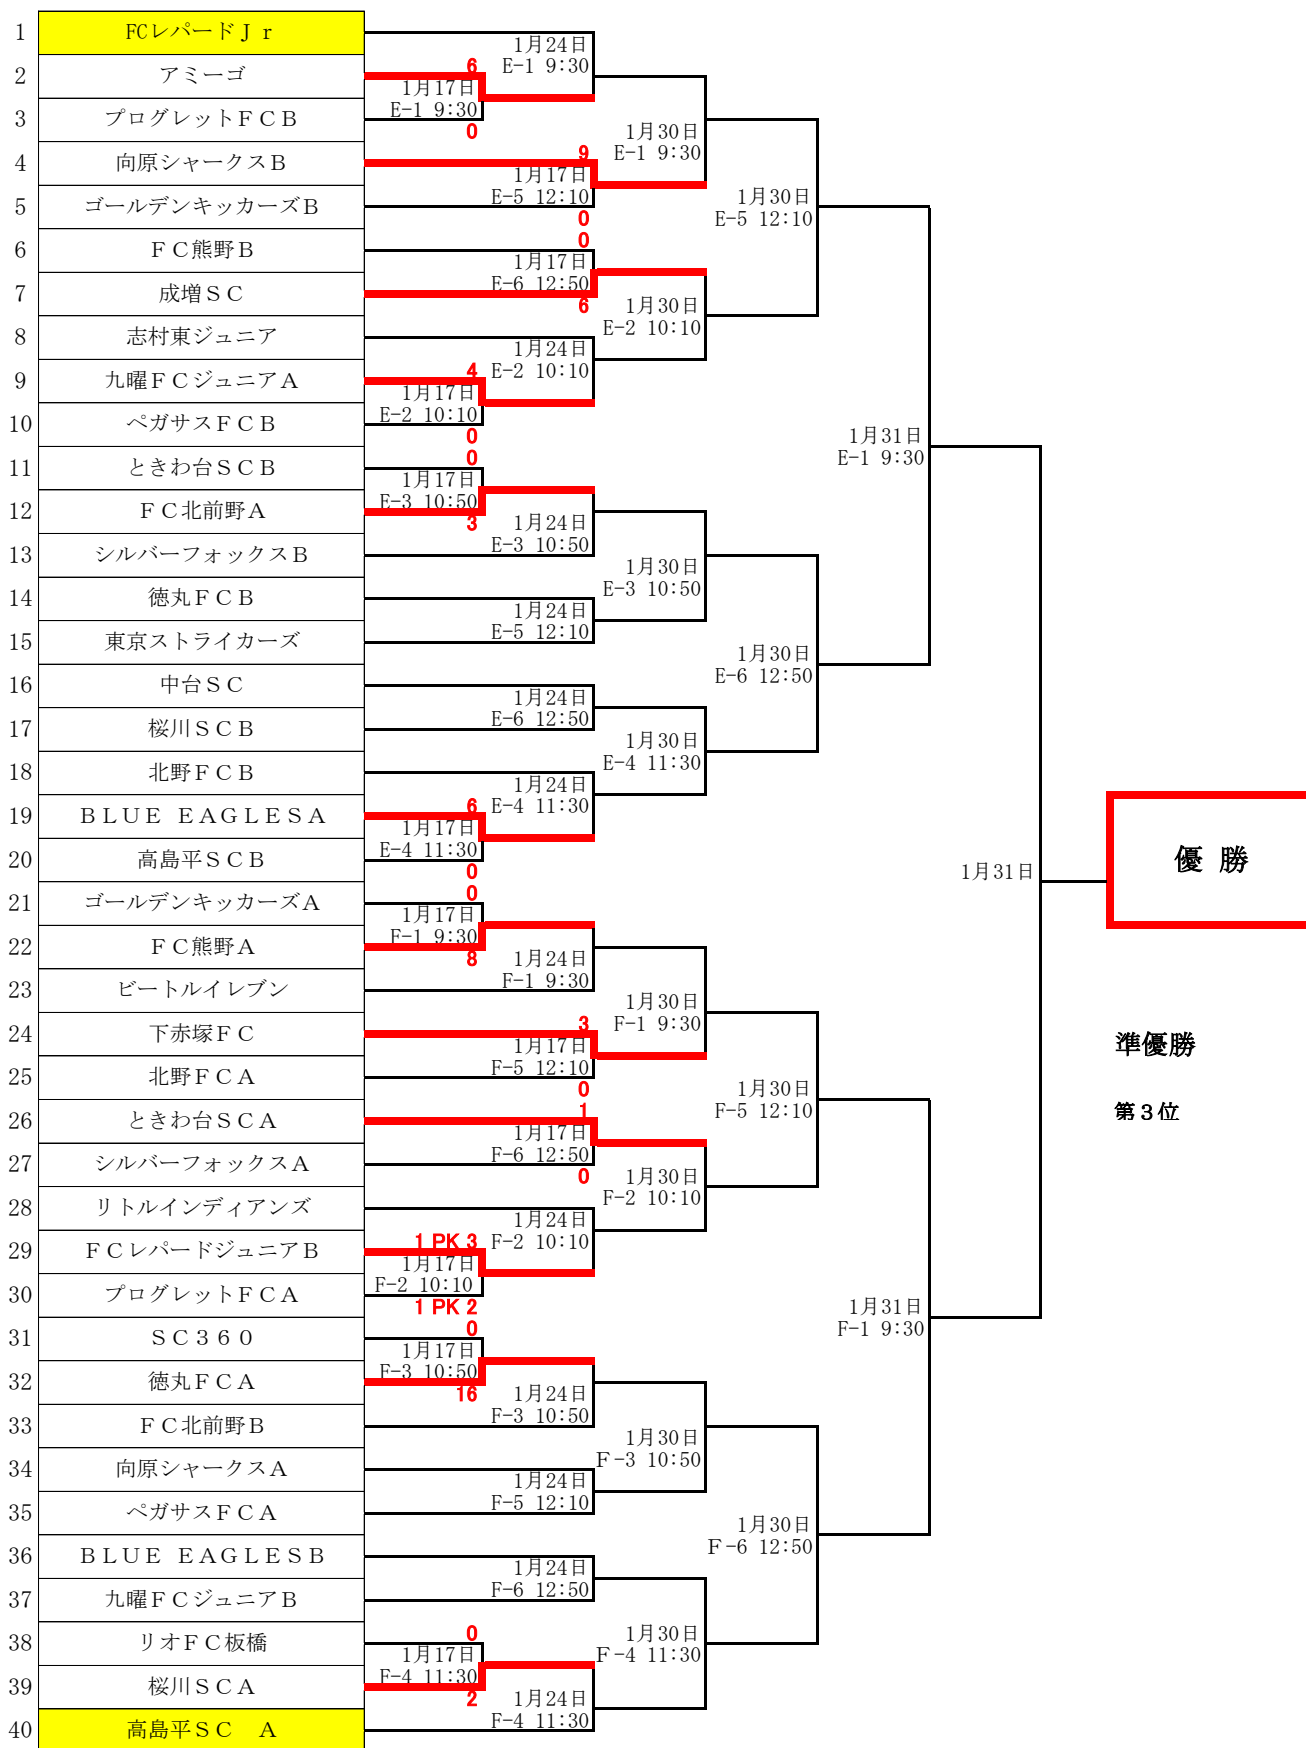 1 FCレパードＪｒ
1月24日
E-1 9:30
2 アミーゴ
6
1月17日
E-1 9:30
0
3 プログレットＦＣＢ
1月30日
E-1 9:30
4 向原シャークスＢ
9
1月17日
E-5 12:10
0
5 ゴールデンキッカーズＢ
1月30日
E-5 12:10
6 ＦＣ熊野Ｂ
0
1月17日
E-6 12:50
6
7 成増ＳＣ
1月30日
E-2 10:10
8 志村東ジュニア
1月24日
E-2 10:10
9 九曜ＦＣジュニアＡ
4
1月17日
E-2 10:10
0
10 ペガサスＦＣＢ
1月31日
E-1 9:30
11 ときわ台ＳＣＢ
0
1月17日
E-3 10:50
3
12 ＦＣ北前野Ａ
1月24日
E-3 10:50
13 シルバーフォックスＢ
1月30日
E-3 10:50
14 徳丸ＦＣＢ
1月24日
E-5 12:10
15 東京ストライカーズ
1月30日
E-6 12:50
16 中台ＳＣ
1月24日
E-6 12:50
17 桜川ＳＣＢ
1月30日
E-4 11:30
18 北野ＦＣＢ
1月24日
E-4 11:30
19 ＢＬＵＥ ＥＡＧＬＥＳＡ
6
1月17日
E-4 11:30
0
20 高島平ＳＣＢ
1月31日
優 勝
21 ゴールデンキッカーズＡ
0
1月17日
F-1 9:30
8
22 ＦＣ熊野Ａ
1月24日
F-1 9:30
23 ビートルイレブン
1月30日
F-1 9:30
24 下赤塚ＦＣ
3
1月17日
F-5 12:10
0
準優勝
25 北野ＦＣＡ
1月30日
F-5 12:10
第３位
26 ときわ台ＳＣＡ
1
1月17日
F-6 12:50
0
27 シルバーフォックスＡ
1月30日
F-2 10:10
28 リトルインディアンズ
1月24日
F-2 10:10
29 ＦＣレパードジュニアＢ
1 PK 3
1月17日
F-2 10:10
1 PK 2
30 プログレットＦＣＡ
1月31日
F-1 9:30
31 ＳＣ３６０
0
1月17日
F-3 10:50
16
32 徳丸ＦＣＡ
1月24日
F-3 10:50
33 ＦＣ北前野Ｂ
1月30日
Ｆ-3 10:50
34 向原シャークスＡ
1月24日
F-5 12:10
35 ペガサスＦＣＡ
1月30日
Ｆ-6 12:50
36 ＢＬＵＥ ＥＡＧＬＥＳＢ
1月24日
F-6 12:50
37 九曜ＦＣジュニアＢ
1月30日
Ｆ-4 11:30
38 リオＦＣ板橋
0
1月17日
F-4 11:30
2
39 桜川ＳＣＡ
1月24日
F-4 11:30
40 高島平ＳＣ　Ａ